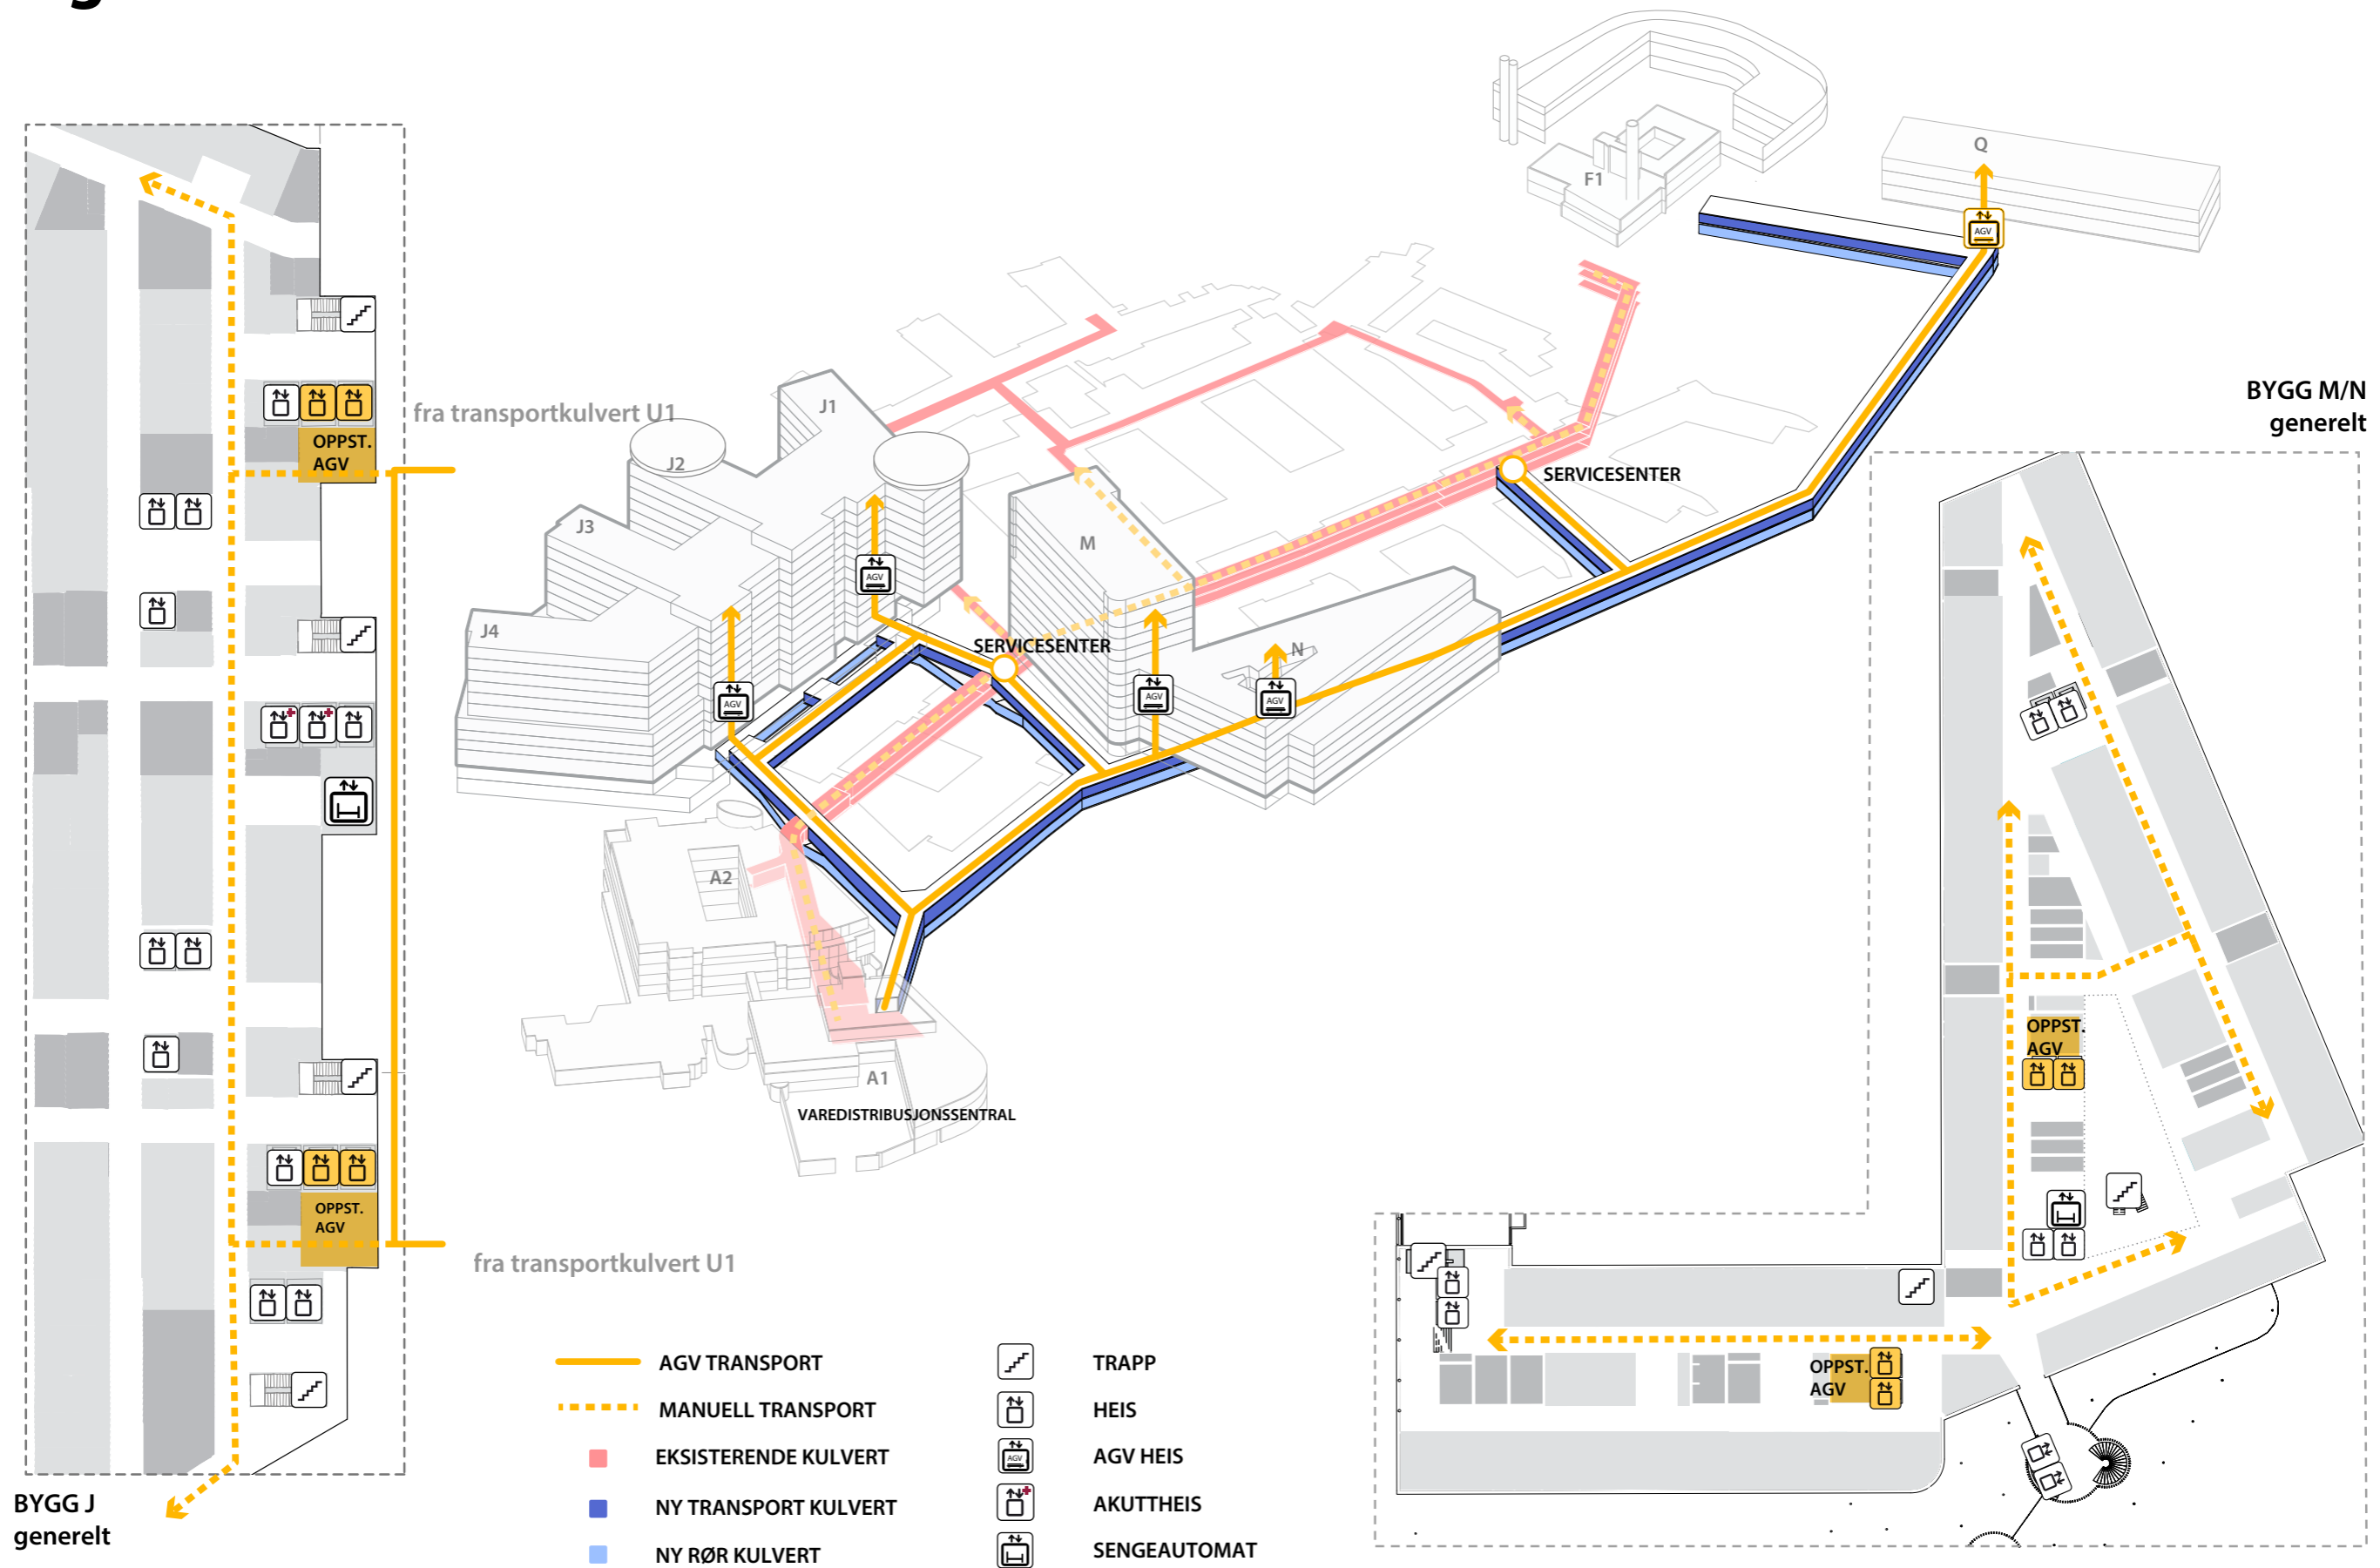 g
Q
F1
BYGG M/N
generelt
J1
fra transportkulvert U1
OPPST.
AGV
J2
SERVICESENTER
J3
M
AGV
AGV
J4
SERVICESENTER
N
AGV
AGV
AGV
A2
OPPST.
AGV
A1
VAREDISTRIBUSJONSSENTRAL
OPPST.
AGV
fra transportkulvert U1
AGV TRANSPORT
MANUELL TRANSPORT
EKSISTERENDE KULVERT
NY TRANSPORT KULVERT
NY RØR KULVERT
TRAPP
HEIS
AGV
AGV HEIS
AKUTTHEIS
SENGEAUTOMAT
OPPST.
AGV
BYGG J
generelt